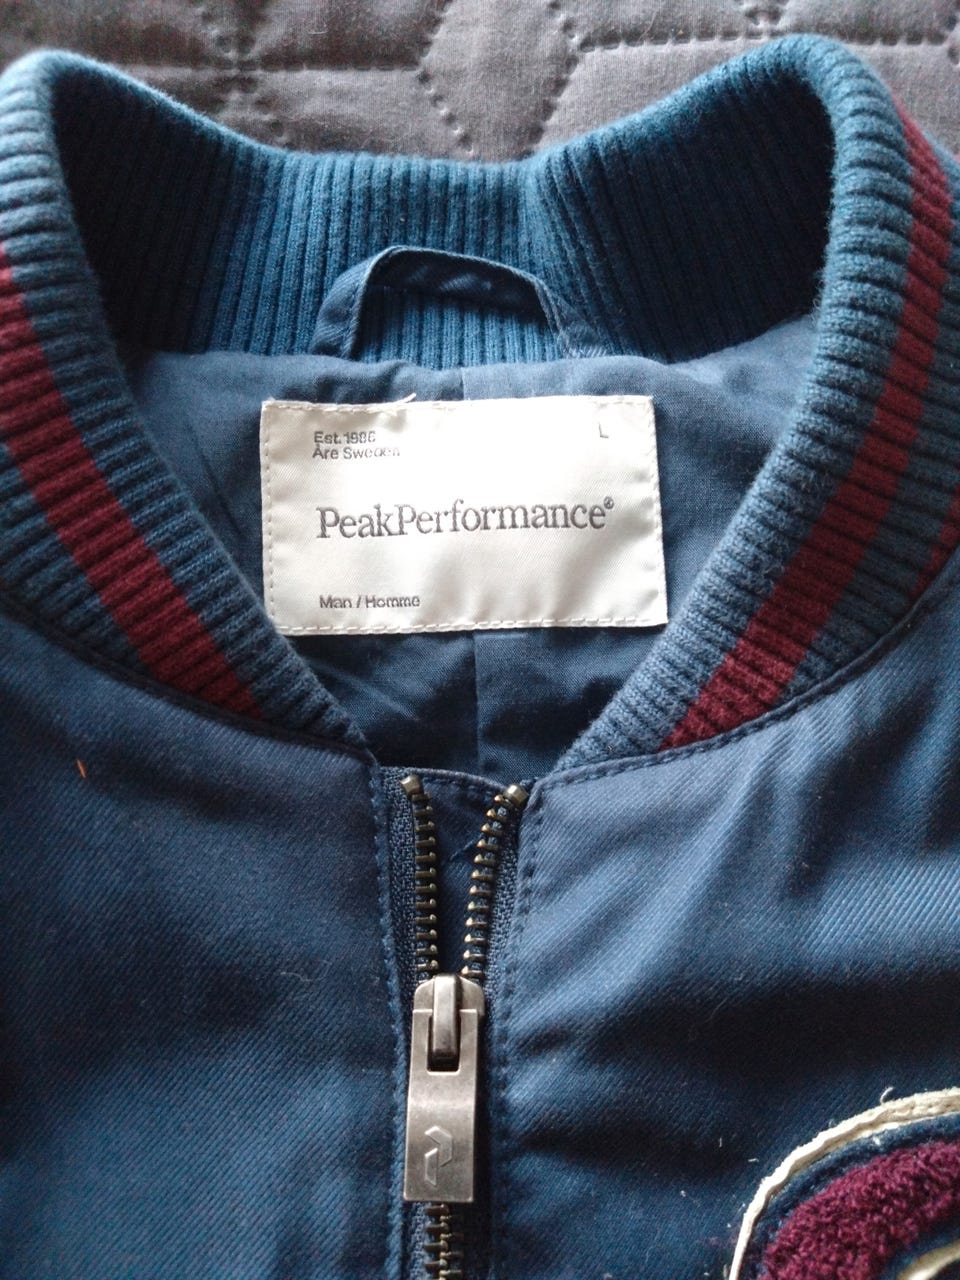 Est. 1986
L
Åre Sweden
PeakPerformance®
Man / Homme